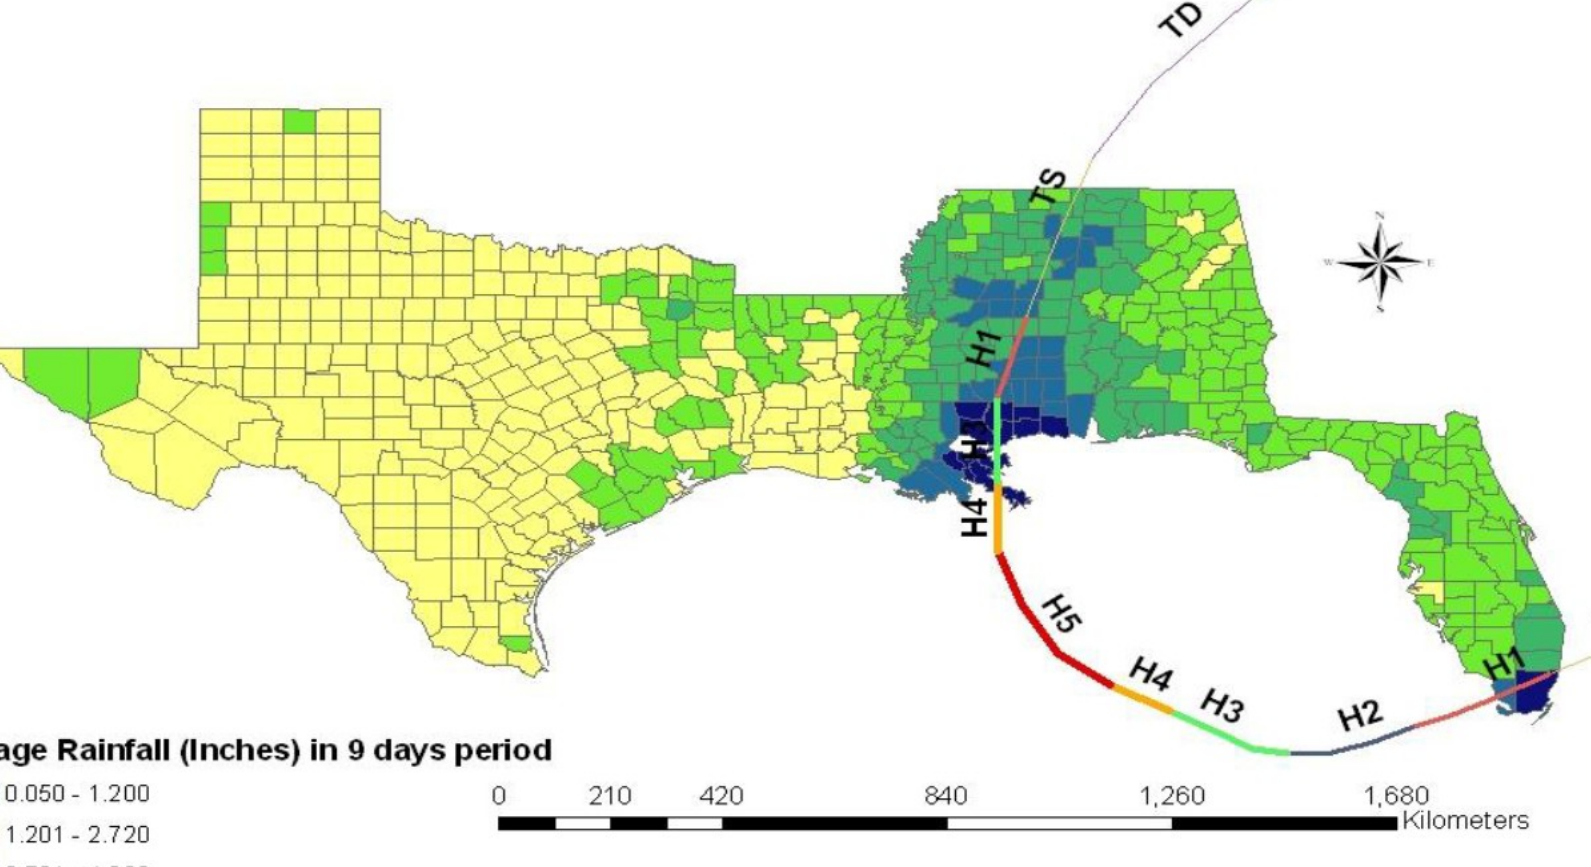 TD
TS
N
W E
S
H1
H3
H4
H5
H4
H3
H2
H1
age Rainfall (Inches) in 9 days period
0.050 - 1.200
1.201 - 2.720
0 210 420 840 1,260 1,680
Kilometers